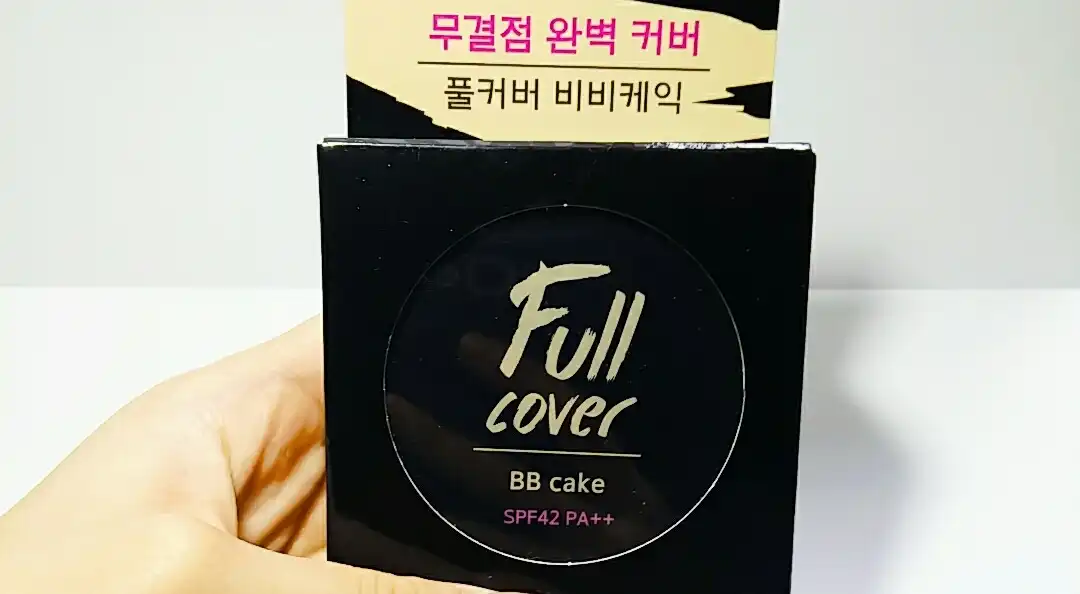 무결점 완벽 커버
풀커버 비비케익
Full
cover
BB cake
SPF42 PA++